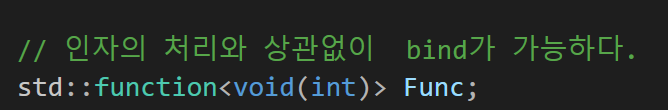 // 인자의 처리와 상관없이  bind가 가능하다.
std::function<void(int)> Func;